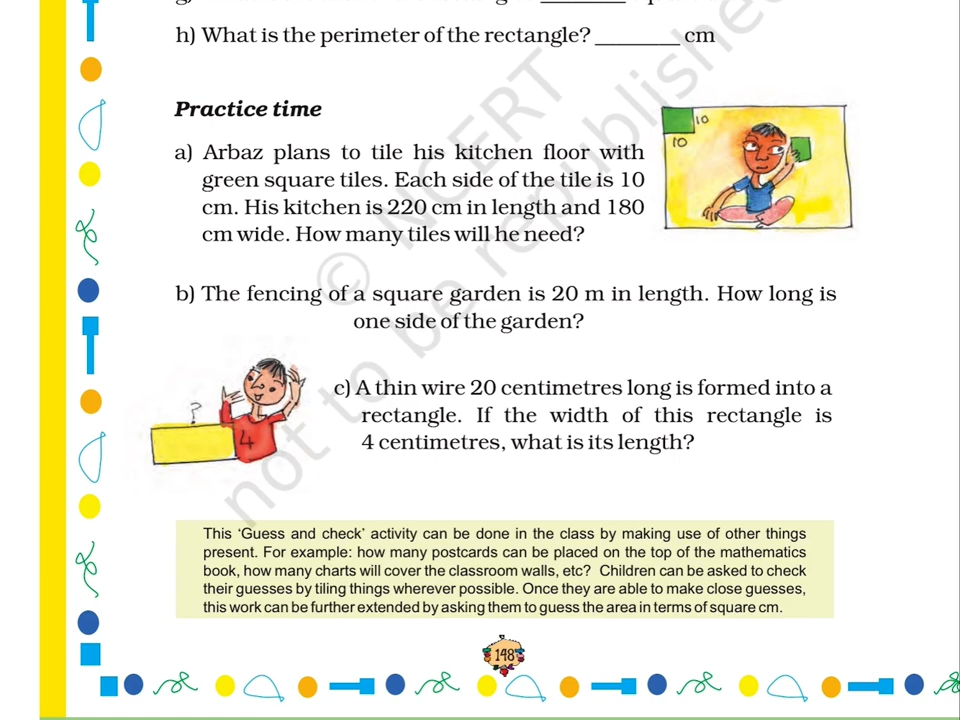 h) What is the perimeter of the rectangle? ________ cm
Practice time
a) Arbaz plans to tile his kitchen floor with
green square tiles. Each side of the tile is 10
cm. His kitchen is 220 cm in length and 180
cm wide. How many tiles will he need?
10
10
b) The fencing of a square garden is 20 m in length. How long is
one side of the garden?
c) A thin wire 20 centimetres long is formed into a
rectangle. If the width of this rectangle is
4 centimetres, what is its length?
?
4
This ‘Guess and check’ activity can be done in the class by making use of other things
present. For example: how many postcards can be placed on the top of the mathematics
book, how many charts will cover the classroom walls, etc? Children can be asked to check
their guesses by tiling things wherever possible. Once they are able to make close guesses,
this work can be further extended by asking them to guess the area in terms of square cm.
148
© NCERT
not to be republished